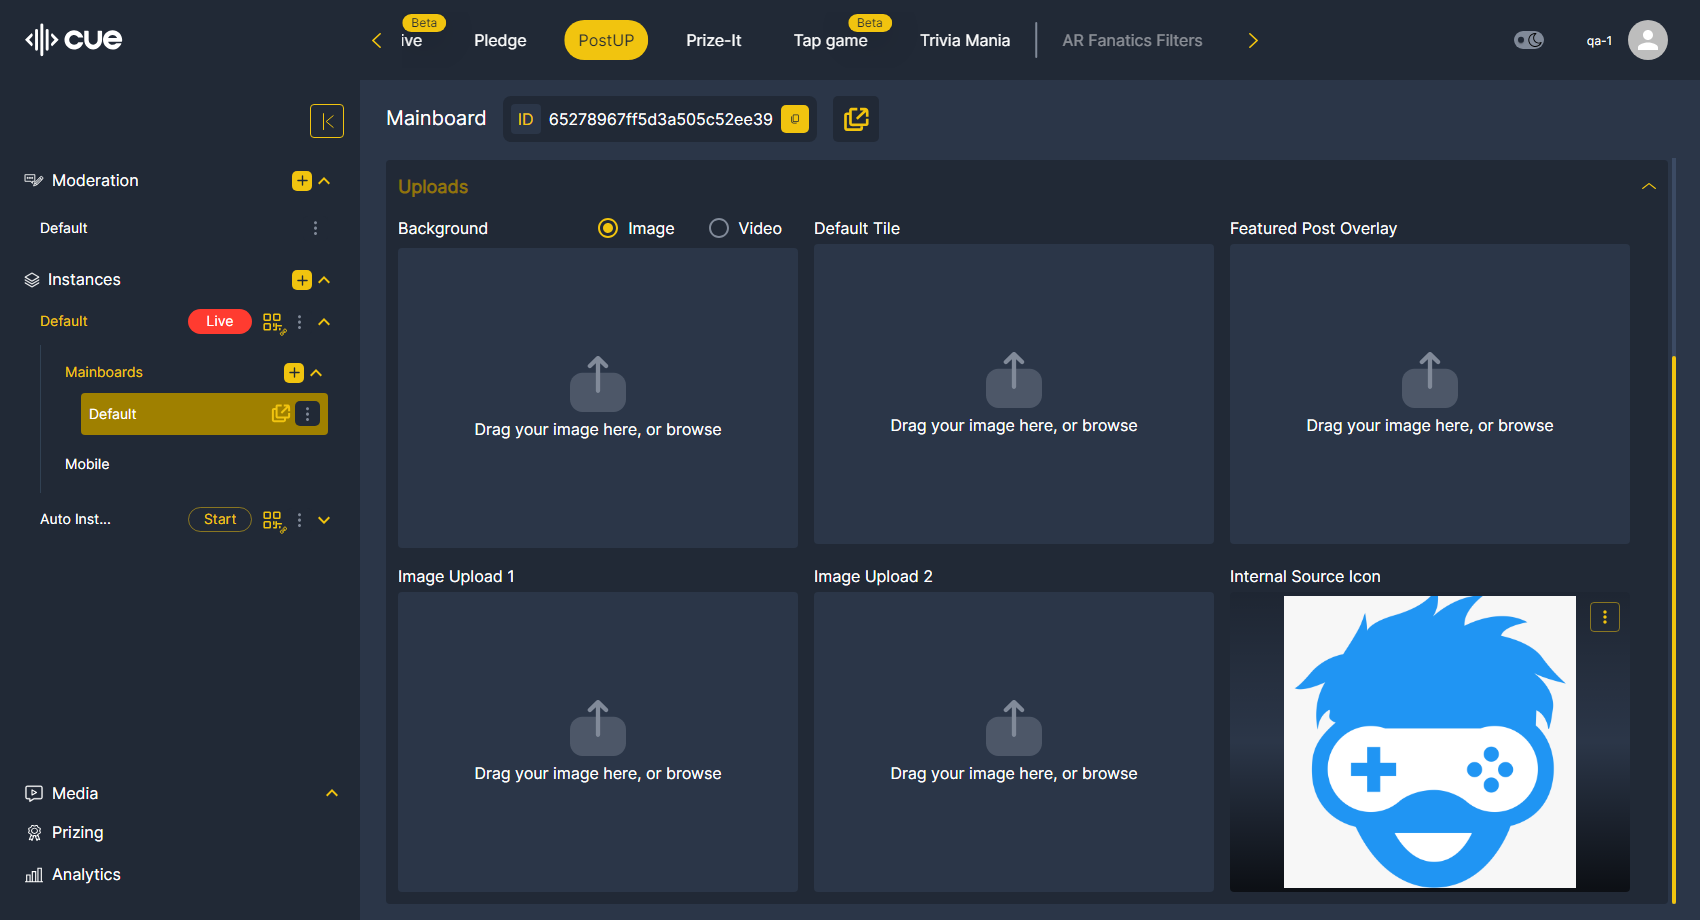 cue
ive
Beta
Pledge
PostUP
Prize-It
Tap game
Beta
Trivia Mania
AR Fanatics Filters
qa-1
Mainboard
ID
65278967ff5d3a505c52ee39
Moderation
Default
Instances
Default
Live
Mainboards
Default
Mobile
Auto Inst...
Start
Media
Prizing
Analytics
Uploads
Background
Image
Video
Default Tile
Featured Post Overlay
Drag your image here, or browse
Drag your image here, or browse
Drag your image here, or browse
Image Upload 1
Image Upload 2
Internal Source Icon
Drag your image here, or browse
Drag your image here, or browse